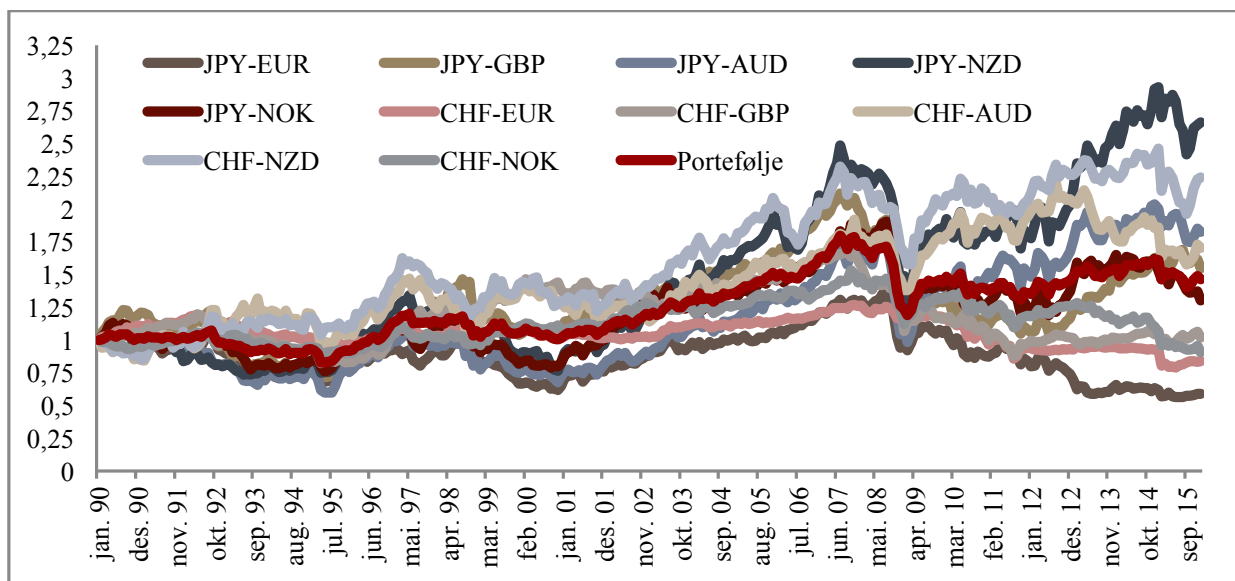 3,25
3
2,75
2,5
2,25
2
1,75
1,5
1,25
1
0,75
0,5
0,25
0
JPY-EUR JPY-GBP JPY-AUD JPY-NZD
JPY-NOK CHF-EUR CHF-GBP CHF-AUD
CHF-NZD CHF-NOK Portefølje
jan. 90
des. 90
nov. 91
okt. 92
sep. 93
aug. 94
jul. 95
jun. 96
mai. 97
apr. 98
mar. 99
feb. 00
jan. 01
des. 01
nov. 02
okt. 03
sep. 04
aug. 05
jul. 06
jun. 07
mai. 08
apr. 09
mar. 10
feb. 11
jan. 12
des. 12
nov. 13
okt. 14
sep. 15